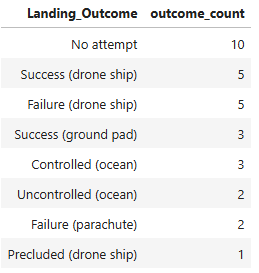 Landing_Outcome outcome_count
No attempt 10
Success (drone ship) 5
Failure (drone ship) 5
Success (ground pad) 3
Controlled (ocean) 3
Uncontrolled (ocean) 2
Failure (parachute) 2
Precluded (drone ship) 1